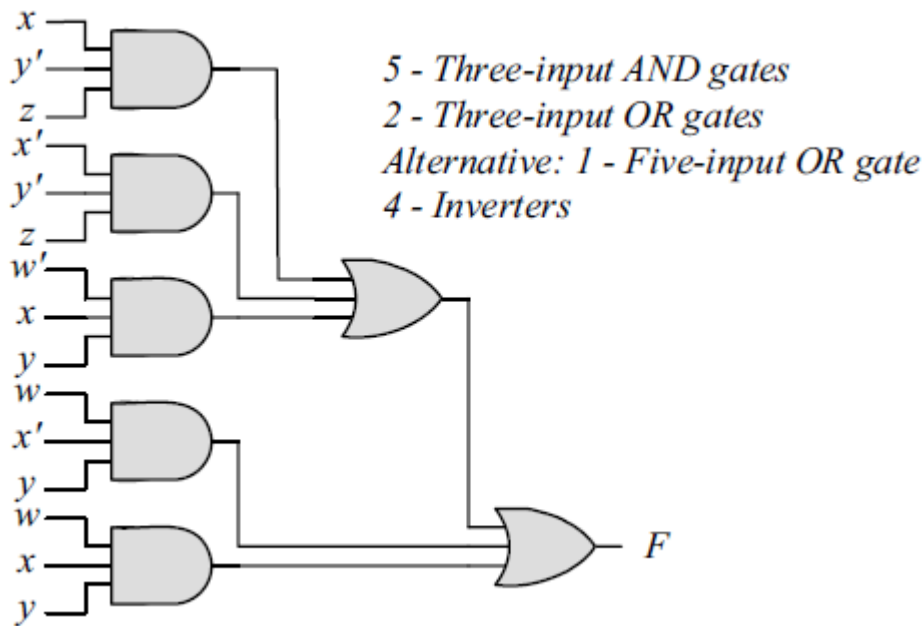 x
y′
z
x′
y′
z
w′
x
y
w
x′
y
w
x
y
5 - Three-input AND gates
2 - Three-input OR gates
Alternative: 1 - Five-input OR gate
4 - Inverters
F